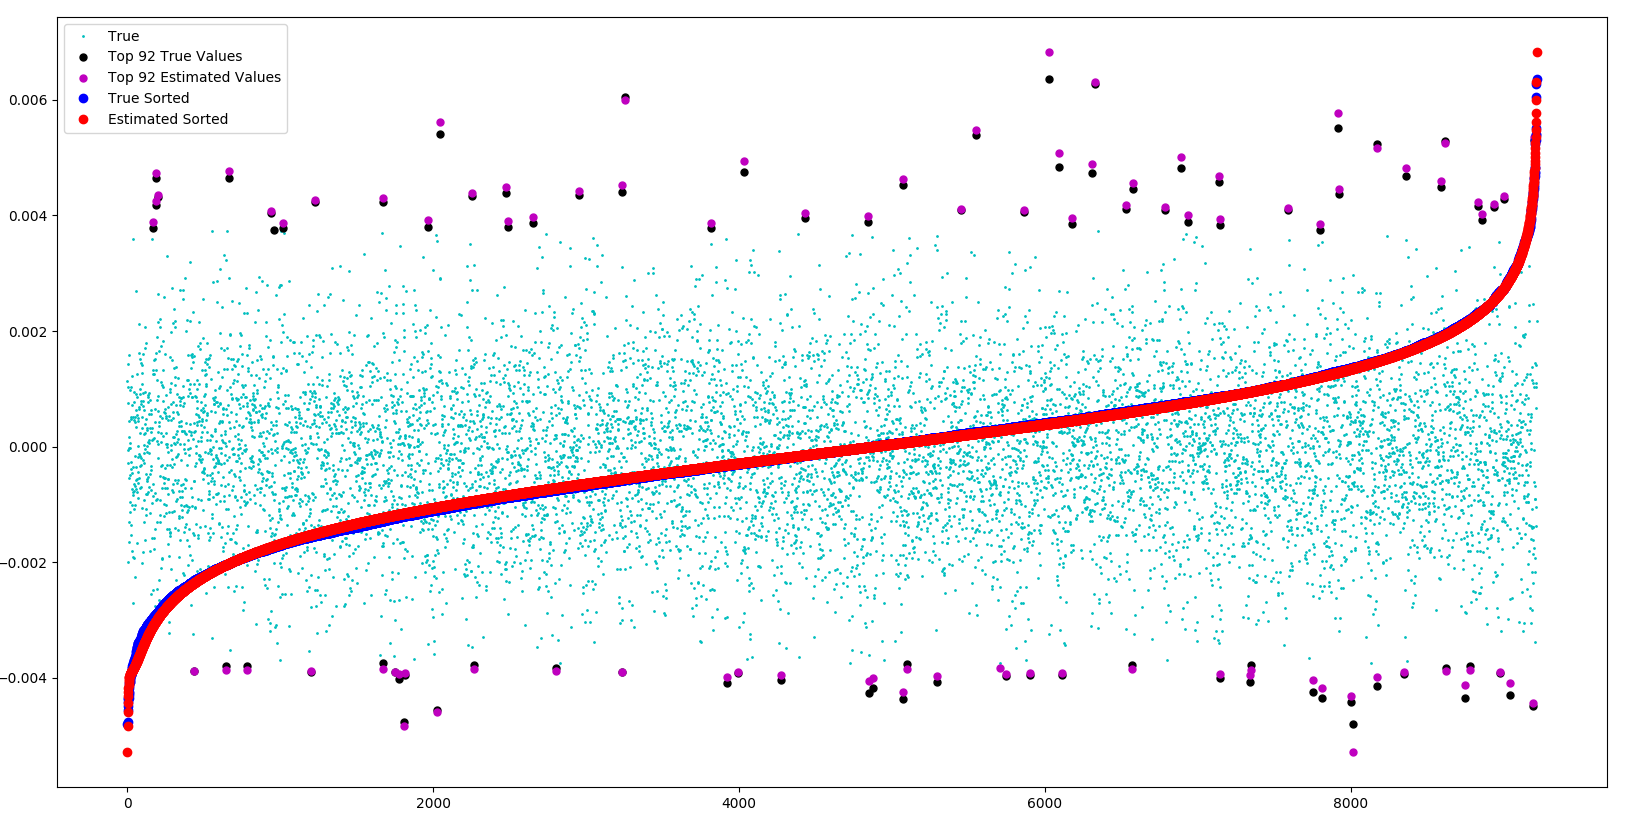 True
Top 92 True Values
Top 92 Estimated Values
True Sorted
Estimated Sorted
0.006
0.004
0.002
0.000
−0.002
−0.004
0 2000 4000 6000 8000